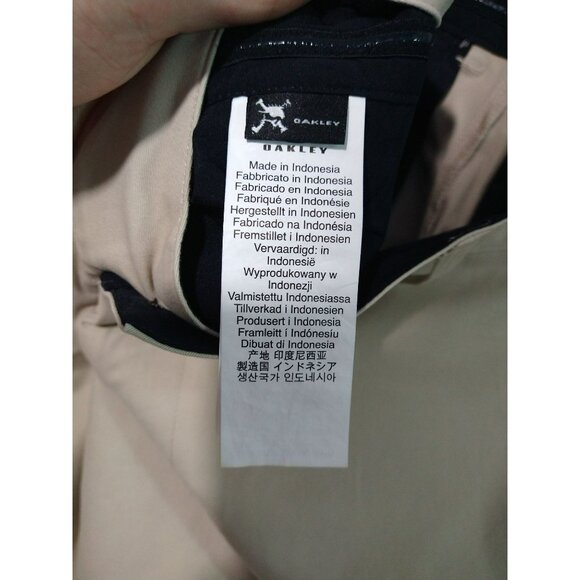 OAKLEY
OAKLEY
Made in Indonesia
Fabbricato in Indonesia
Fabricado en Indonesia
Fabriqué en Indonésie
Hergestellt in Indonesien
Fabricado na Indonésia
Fremstillet i Indonesien
Vervaardigd: in
Indonesië
Wyprodukowany w
Indonezji
Valmistettu Indonesiassa
Tillverkad i Indonesien
Produsert i Indonesia
Framleitt í Indónesíu
Dibuat di Indonesia
产地 印度尼西亚
製造国 インドネシア
생산국가 인도네시아